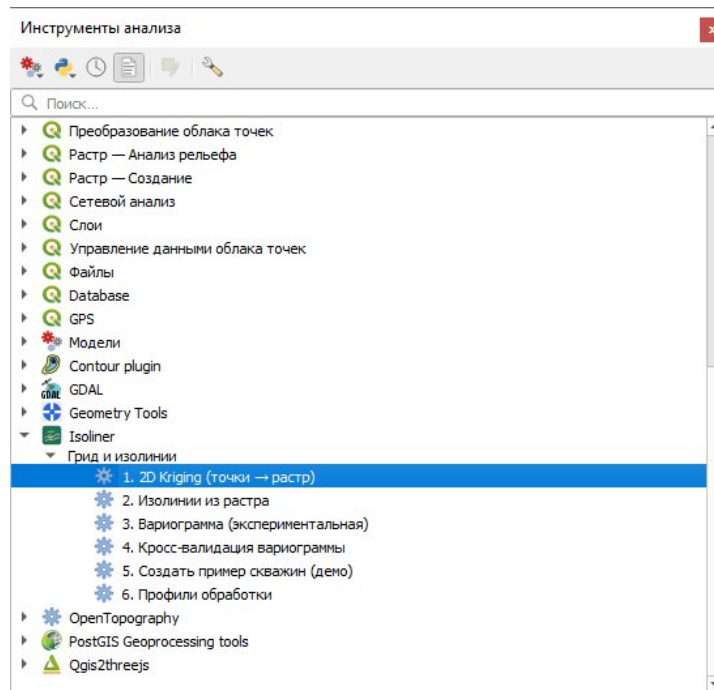 Инструменты анализа
Поиск...
Преобразование облака точек
Растр — Анализ рельефа
Растр — Создание
Сетевой анализ
Слои
Управление данными облака точек
Файлы
Database
GPS
Модели
Contour plugin
GDAL
Geometry Tools
Isoliner
Грид и изолинии
1. 2D Kriging (точки → растр)
2. Изолинии из растра
3. Вариограмма (экспериментальная)
4. Кросс-валидация вариограммы
5. Создать пример скважин (демо)
6. Профили обработки
OpenTopography
PostGIS Geoprocessing tools
Qgis2threejs